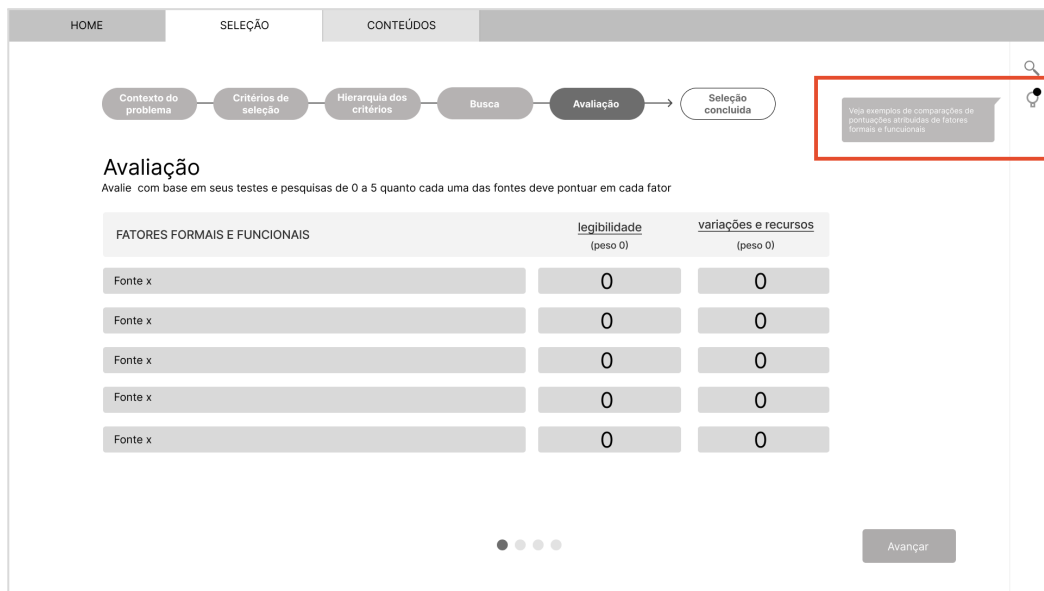 HOME SELEÇÃO CONTEÚDOS
Contexto do
problema
Critérios de
seleção
Hierarquia dos
critérios
Busca
Avaliação
Seleção
concluída
Veja exemplos de comparações de
pontuações atribuidas de fatores
formais e funcuionais
Avaliação
Avalie com base em seus testes e pesquisas de 0 a 5 quanto cada uma das fontes deve pontuar em cada fator
FATORES FORMAIS E FUNCIONAIS
legibilidade
(peso 0)
variações e recursos
(peso 0)
Fonte x 0 0
Fonte x 0 0
Fonte x 0 0
Fonte x 0 0
Fonte x 0 0
Avançar